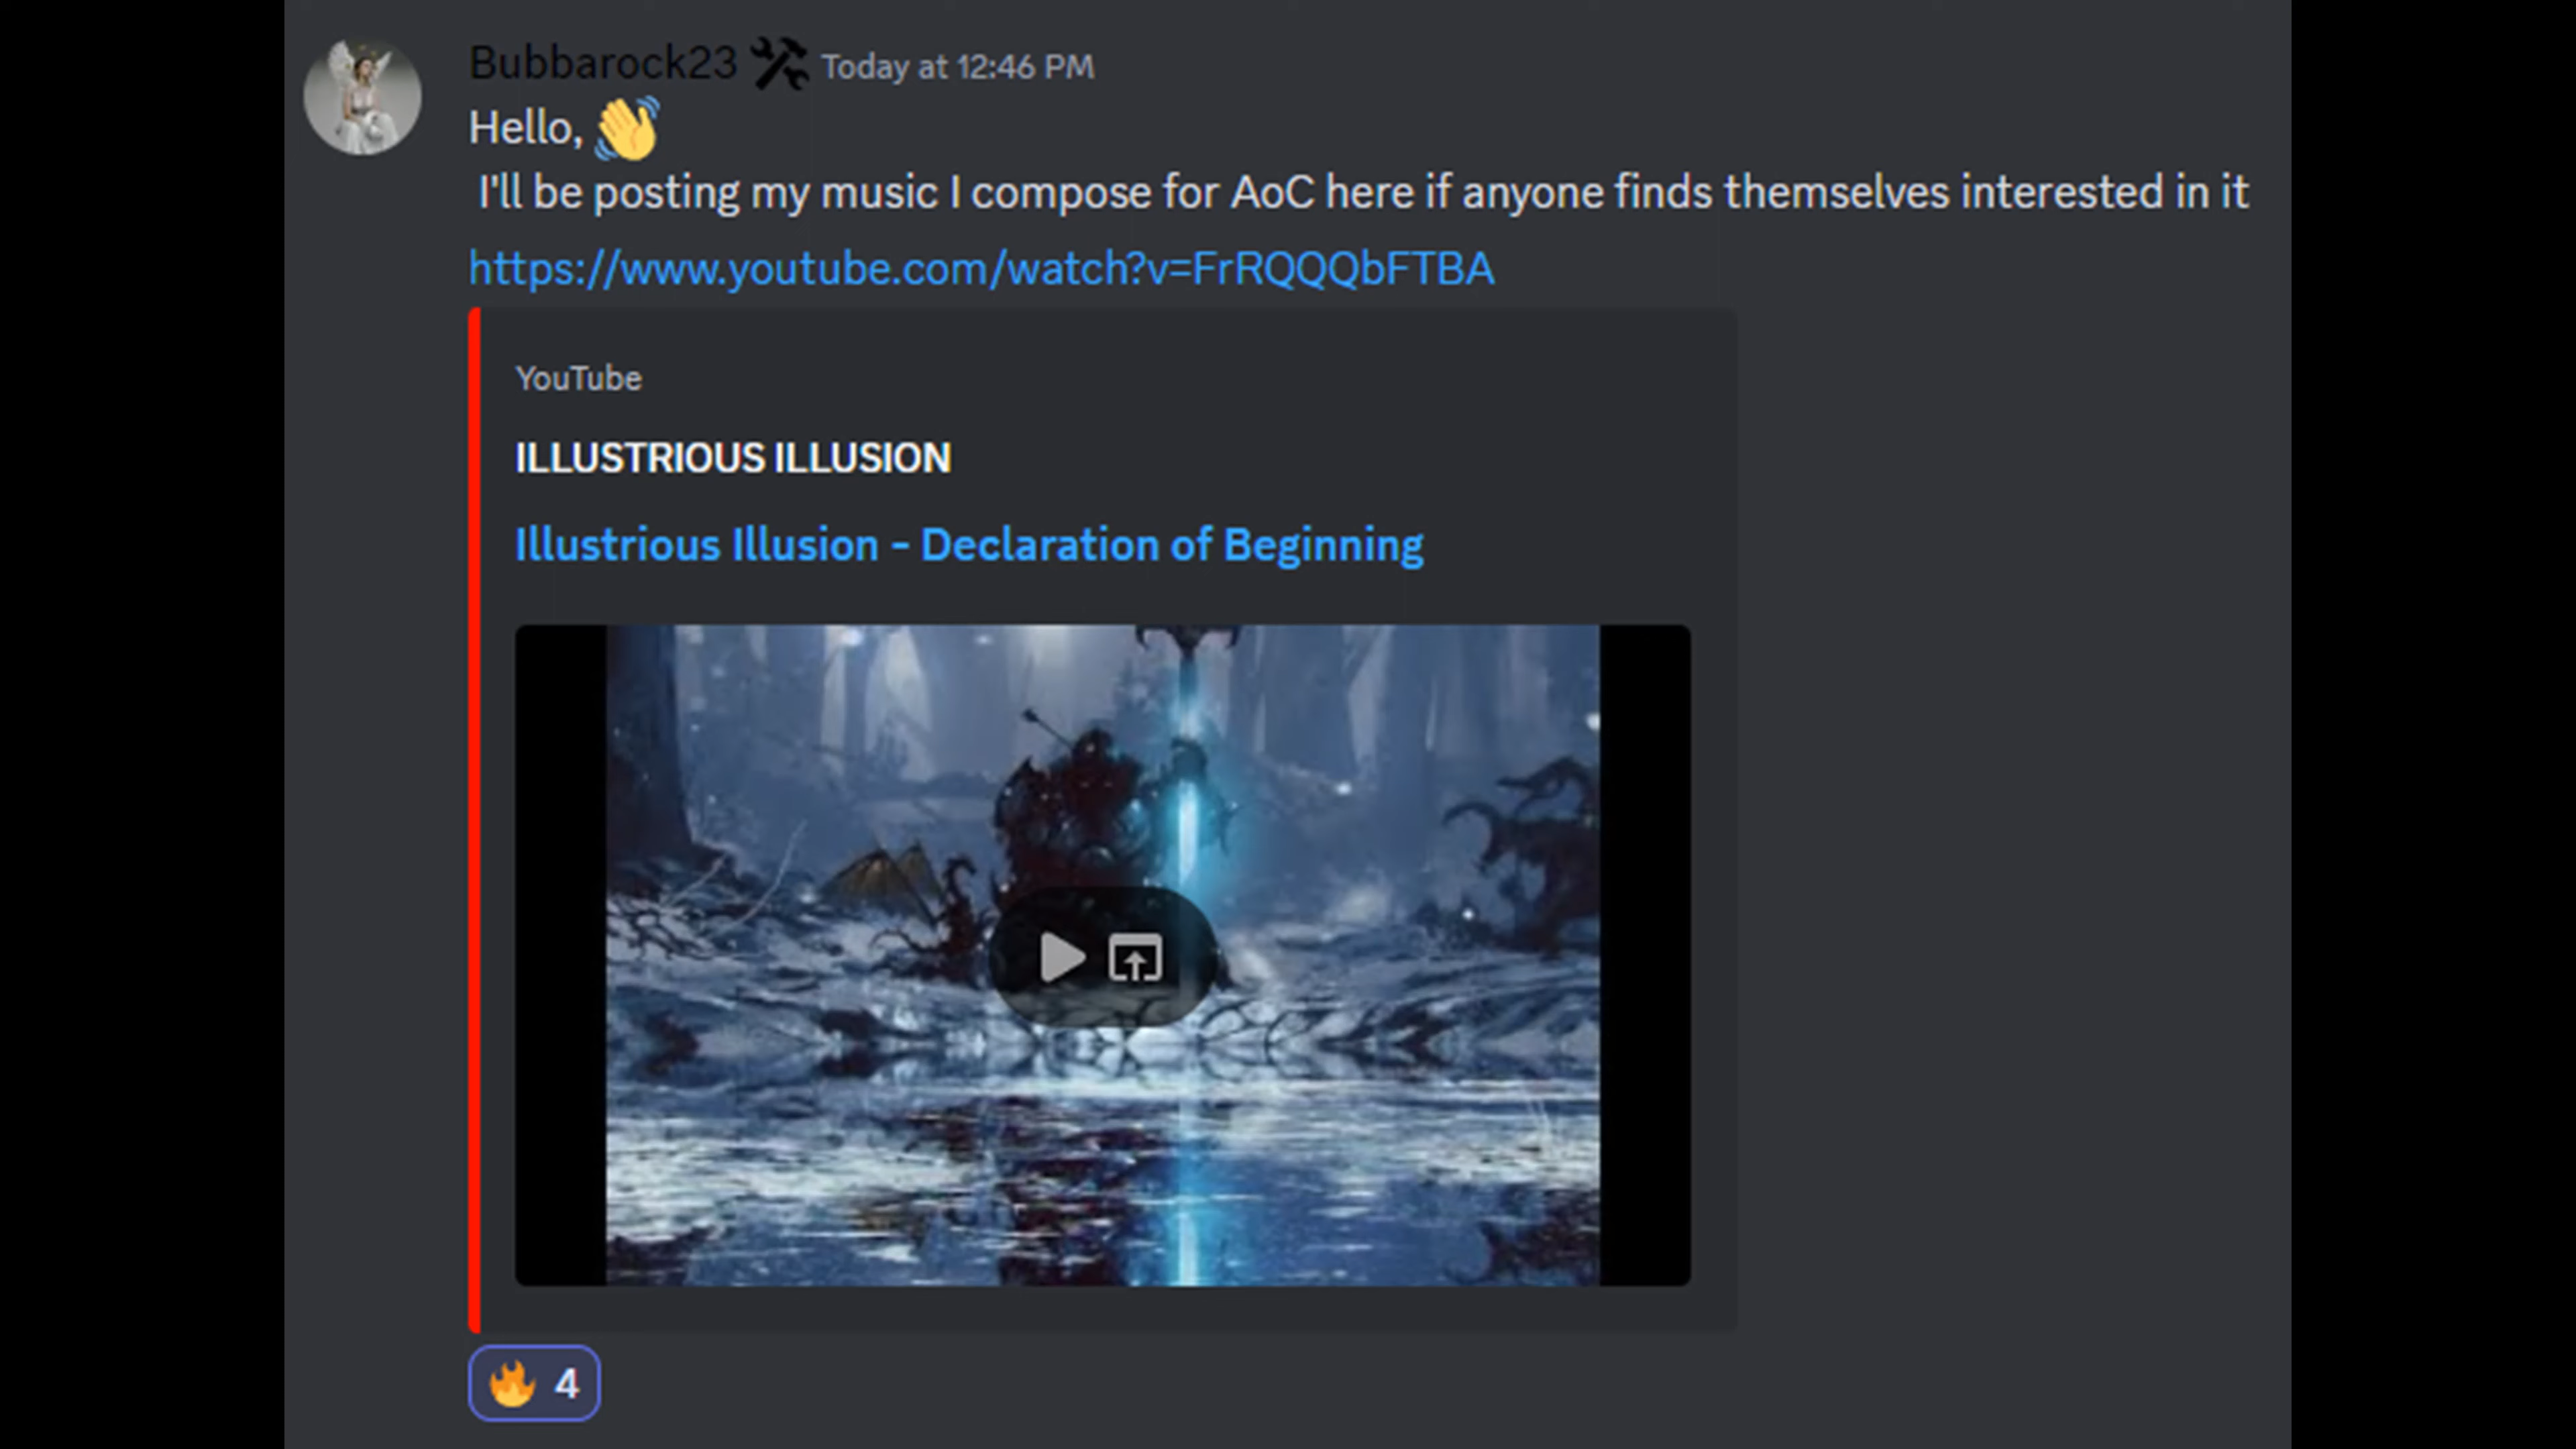 Bubbarock23 Today at 12:46 PM
Hello, 👋
I'll be posting my music I compose for AoC here if anyone finds themselves interested in it
https://www.youtube.com/watch?v=FrRQQQbFTBA
YouTube
ILLUSTRIOUS ILLUSION
Illustrious Illusion - Declaration of Beginning
🔥 4